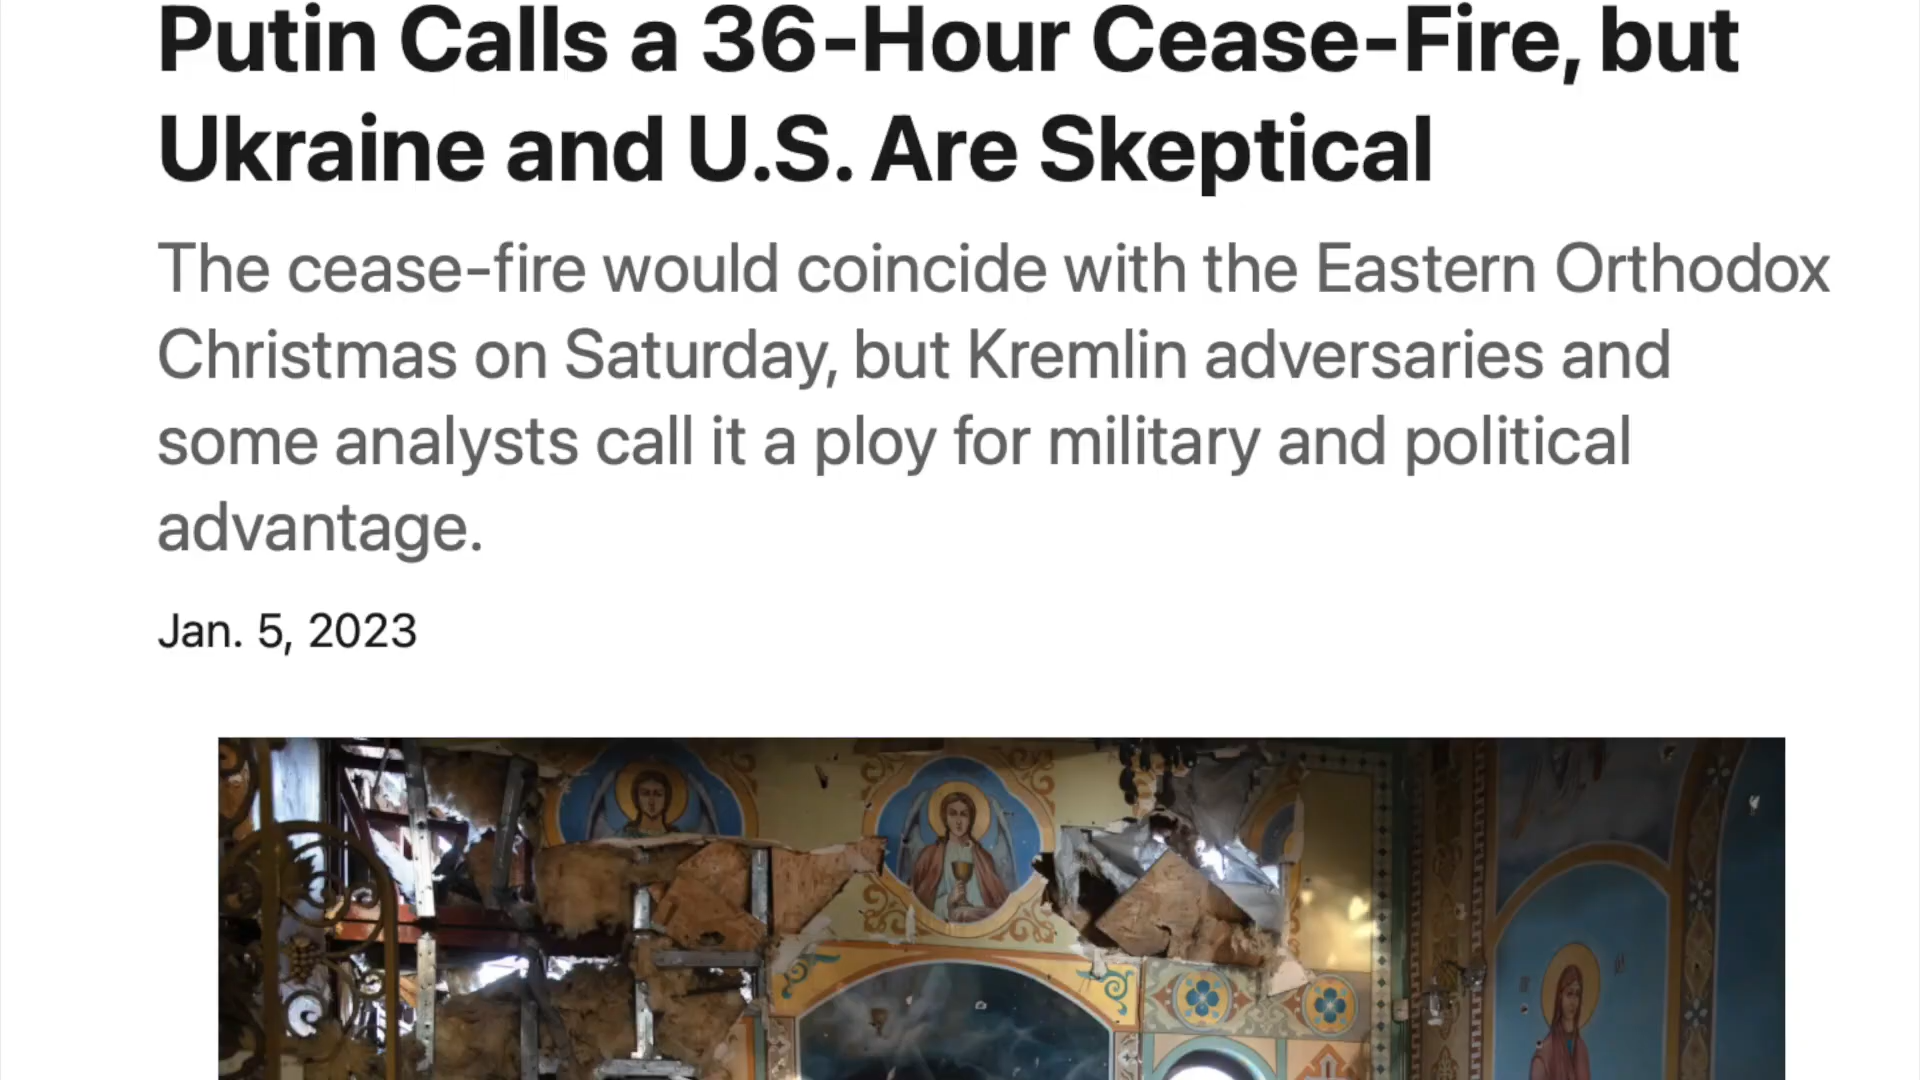 Putin Calls a 36-Hour Cease-Fire, but
Ukraine and U.S. Are Skeptical
The cease-fire would coincide with the Eastern Orthodox
Christmas on Saturday, but Kremlin adversaries and
some analysts call it a ploy for military and political
advantage.
Jan. 5, 2023